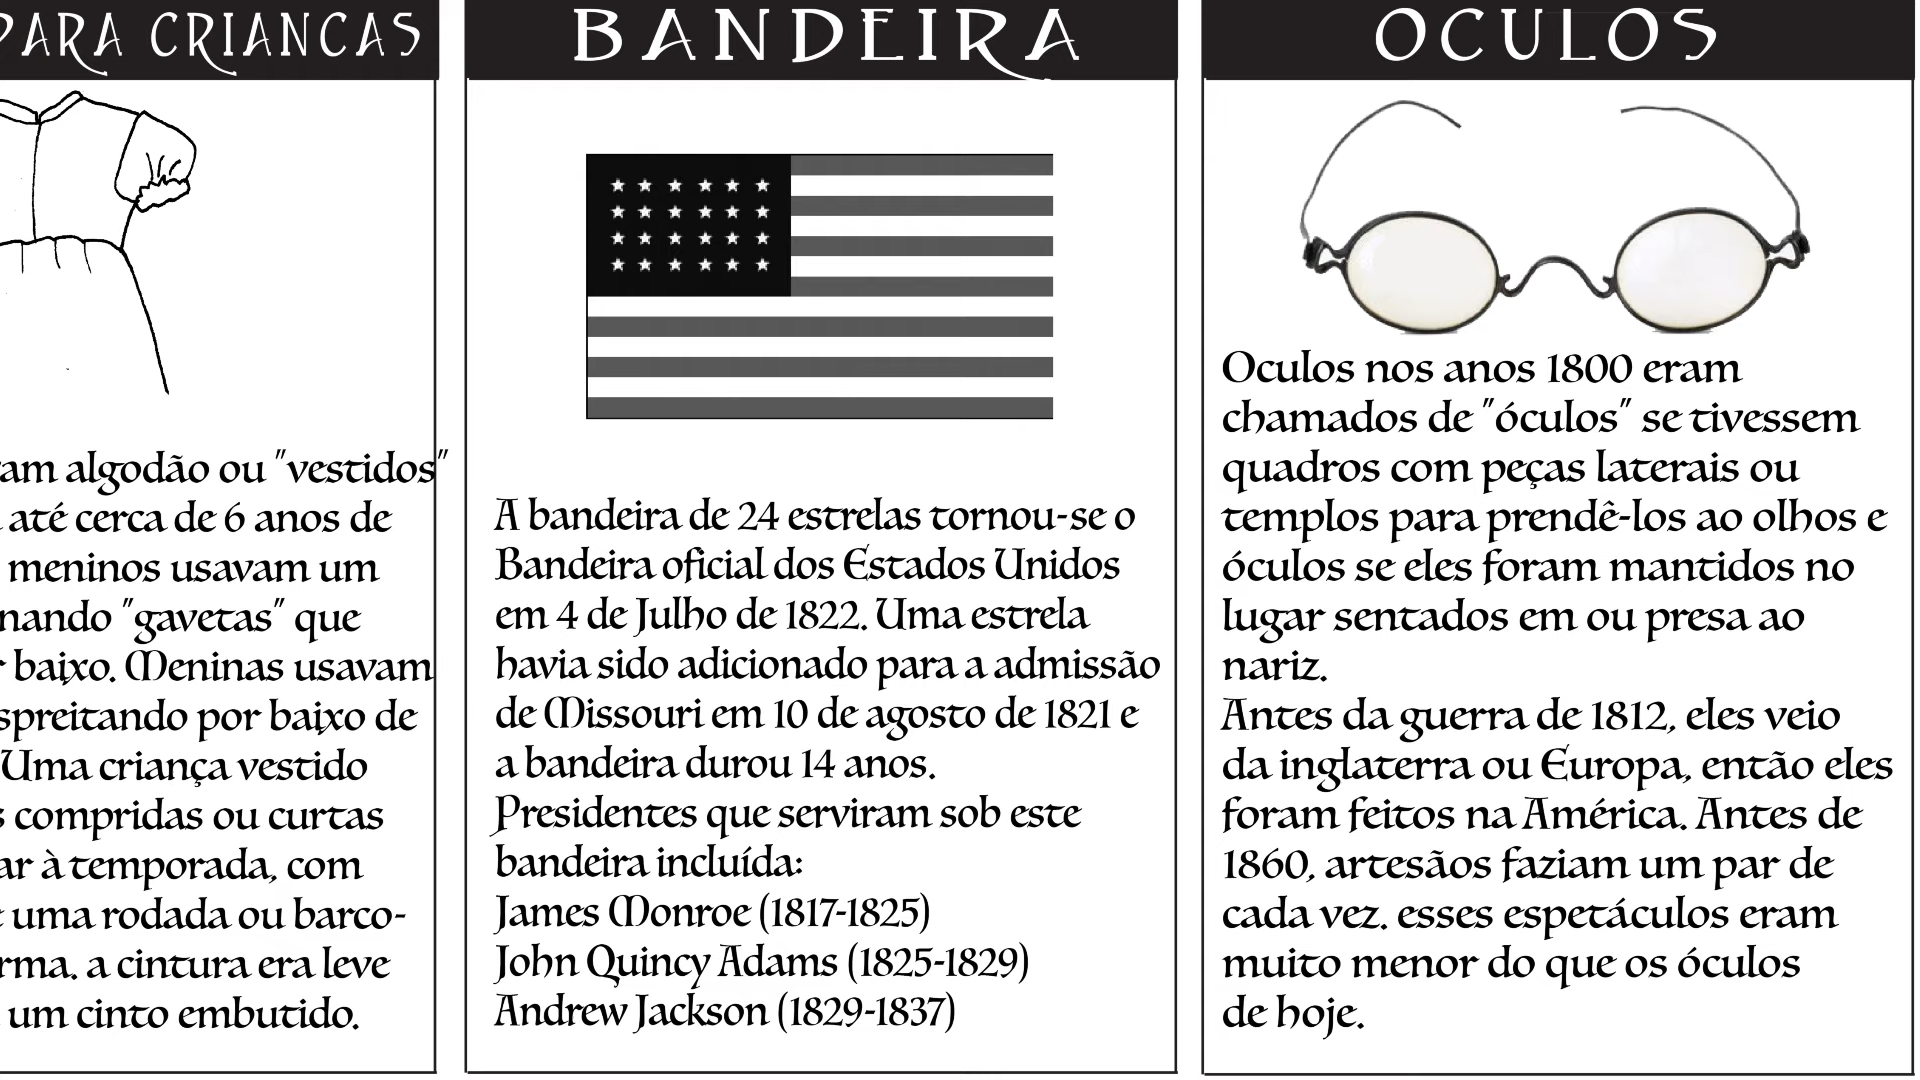 PARA CRIANCAS
algodão ou "vestidos"
até cerca de 6 anos de
meninos usavam um
"gavetas" que
baixo. Meninas usavam
por baixo de
Uma criança vestido
compridas ou curtas
à temporada, com
uma rodada ou barco-
a cintura era leve
um cinto embutido.
BANDEIRA
A bandeira de 24 estrelas tornou-se o
Bandeira oficial dos Estados Unidos
em 4 de Julho de 1822. Uma estrela
havia sido adicionado para a admissão
de Missouri em 10 de agosto de 1821 e
a bandeira durou 14 anos.
Presidentes que serviram sob este
bandeira incluída:
James Monroe (1817-1825)
John Quincy Adams (1825-1829)
Andrew Jackson (1829-1837)
OCULOS
Oculos nos anos 1800 eram
chamados de "óculos" se tivessem
quadros com peças laterais ou
templos para prendê-los ao olhos e
óculos se eles foram mantidos no
lugar sentados em ou presa ao
nariz.
Antes da guerra de 1812, eles veio
da inglaterra ou Europa, então eles
foram feitos na América. Antes de
1860, artesãos faziam um par de
cada vez. esses espetáculos eram
muito menor do que os óculos
de hoje.